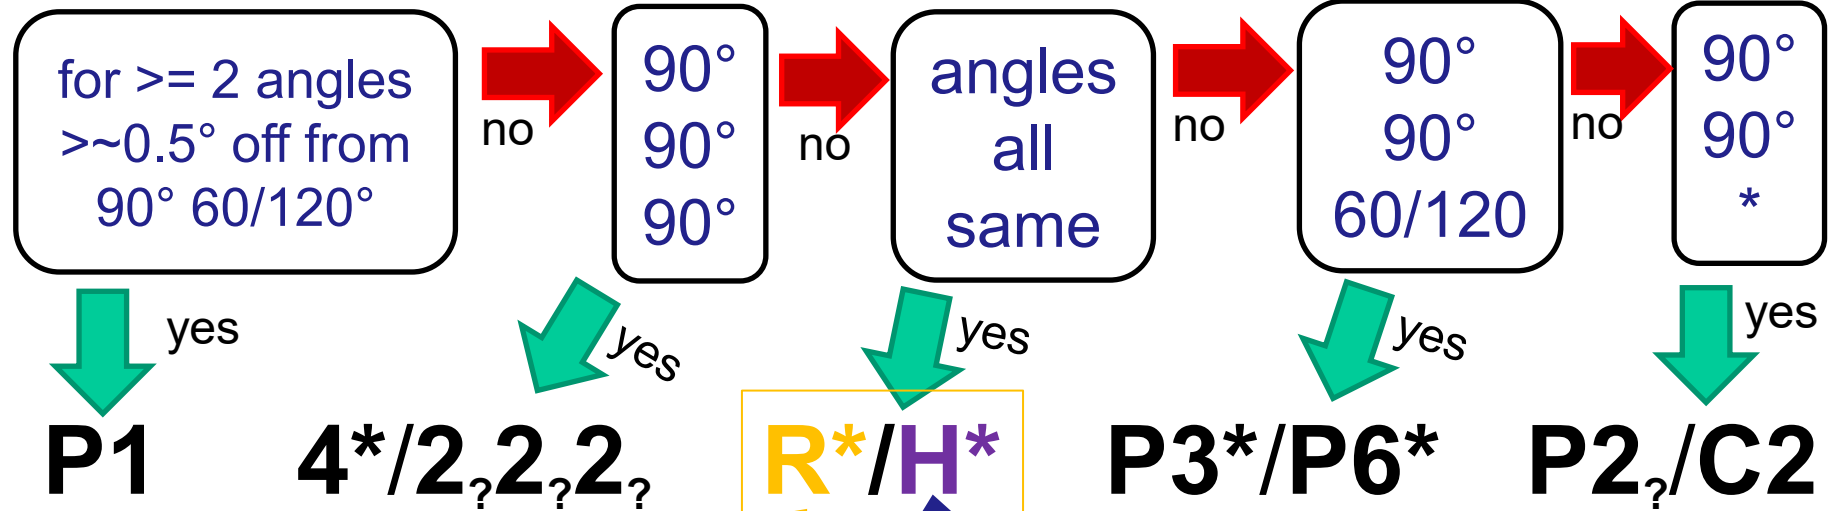 for >= 2 angles
>~0.5° off from
90° 60/120°
no
90°
90°
90°
no
angles
all
same
no
90°
90°
60/120
no
90°
90°
*
yes
yes
yes
yes
yes
P1
4*/2?2?2?
R*/H*
P3*/P6*
P2?/C2